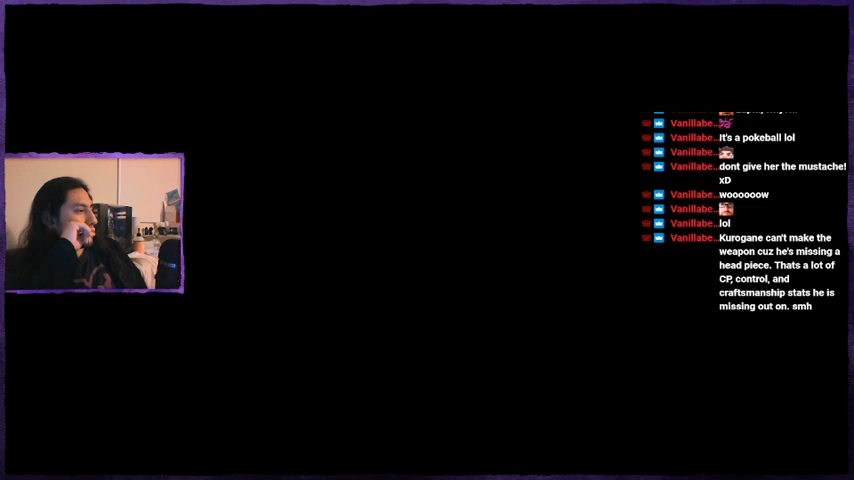 Vanillabe..
Vanillabe.. It's a pokeball lol
Vanillabe..
Vanillabe.. dont give her the mustache!
xD
Vanillabe.. woooooow
Vanillabe..
Vanillabe.. lol
Vanillabe.. Kurogane can't make the
weapon cuz he's missing a
head piece. Thats a lot of
CP, control, and
craftsmanship stats he is
missing out on. smh